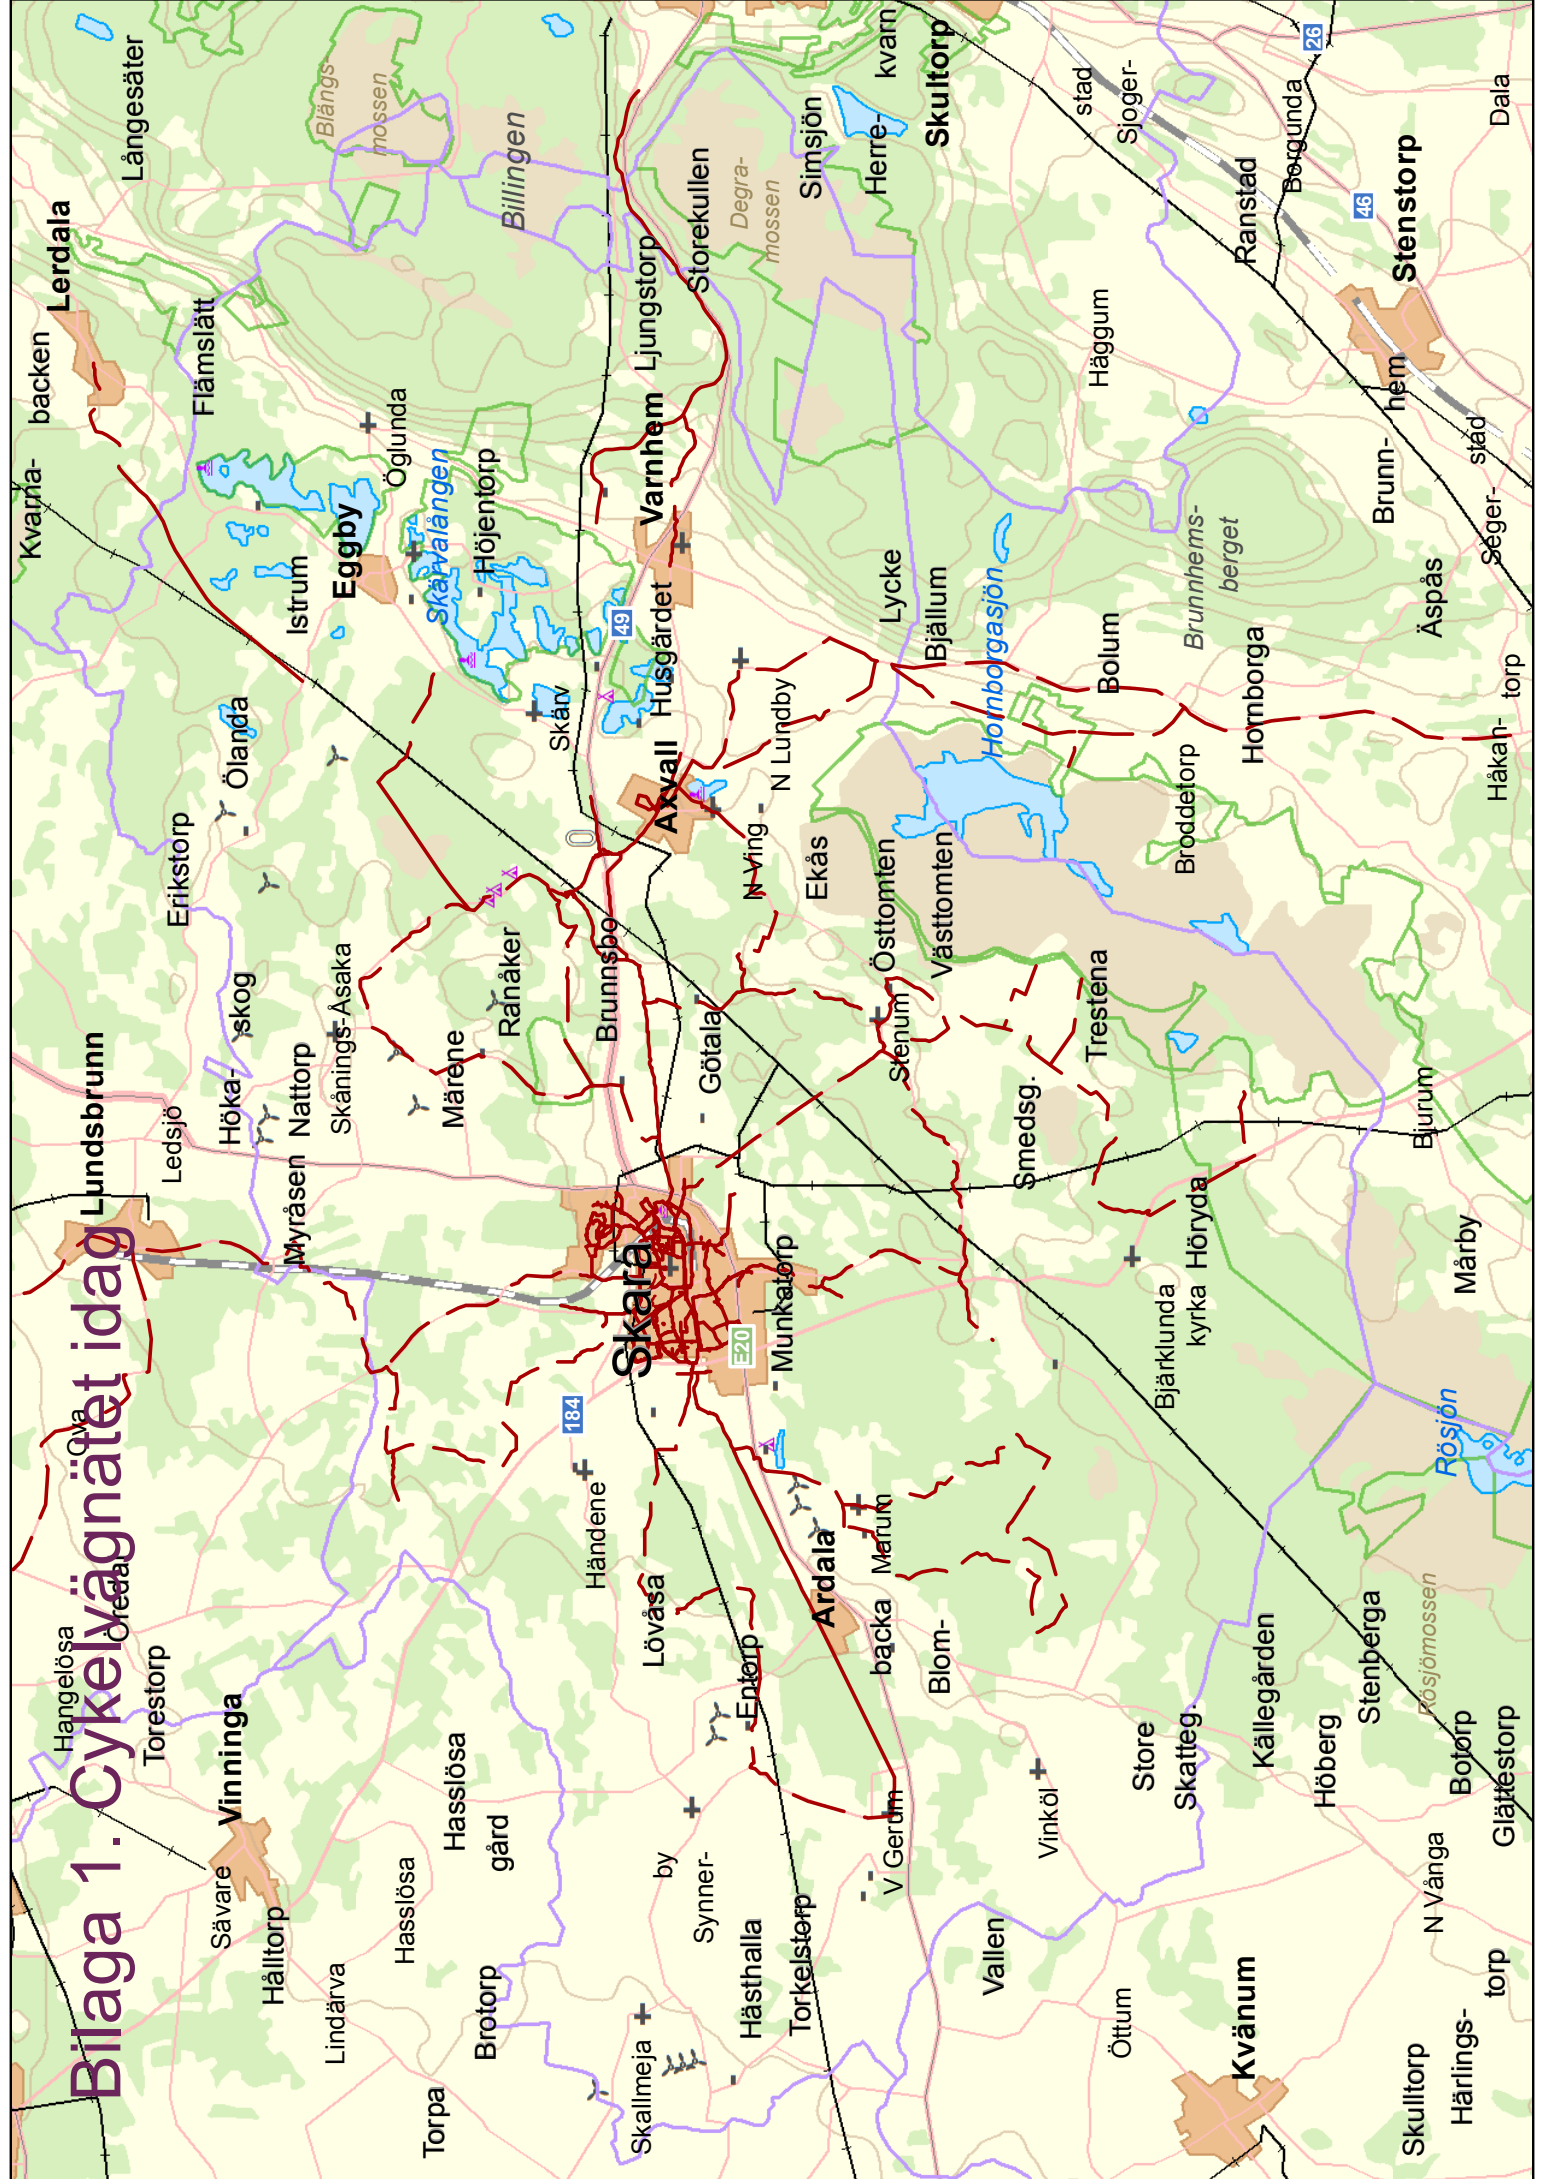 Bilaga 1. Cykelvägnätet idag
Hangelösa
Öredal
Ova
Lundsbrunn
Kvarna-
backen
Lerdala
Långesäter
Torestorp
Vinninga
Sävare
Hålltorp
Lindärva
Hasslösa
Hasslösa
gård
Brotorp
Torpa
Ledsjö
Höka-
skog
Myråsen
Nattorp
Skånings-Åsaka
Märene
Erikstorp
Ölanda
Istrum
Eggby
Flämslätt
Öglunda
Skärvalången
Höjentorp
Blängs-
mossen
Billingen
Ranåker
Brunnsbo
Skärv
49
Husgärdet
Varnhem
Ljungstorp
Storekullen
Degra-
mossen
Simsjön
Herre-
kvarn
Skultorp
Sjoger-
stad
26
Borgunda
Ranstad
46
Stenstorp
Dala
184
Händene
Skara
E20
Munkatorp
Götala
Axvall
N Lundby
N Ving
Ekås
Lycke
Bjällum
Hornborgasjön
Bolum
Häggum
Brunnhems-
berget
Brunn-
hem
Seger-
stad
Äspås
Hornborga
Håkan-
torp
Broddetorp
Östtomten
Västtomten
Stenum
Trestena
Smedsg.
Bjurum
Höryda
Bjärklunda
kyrka
Mårby
Rösjön
Rösjömossen
Lövåsa
Entorp
Ardala
Marum
Blom-
backa
V Gerum
Synner-
by
Hästhalla
Torkelstorp
Skallmeja
Vinköl
Store
Skatteg.
Källegården
Höberg
Stenberga
Botorp
Glättestorp
N Vånga
Vallen
Öttum
Kvänum
Skulltorp
Härlings-
torp